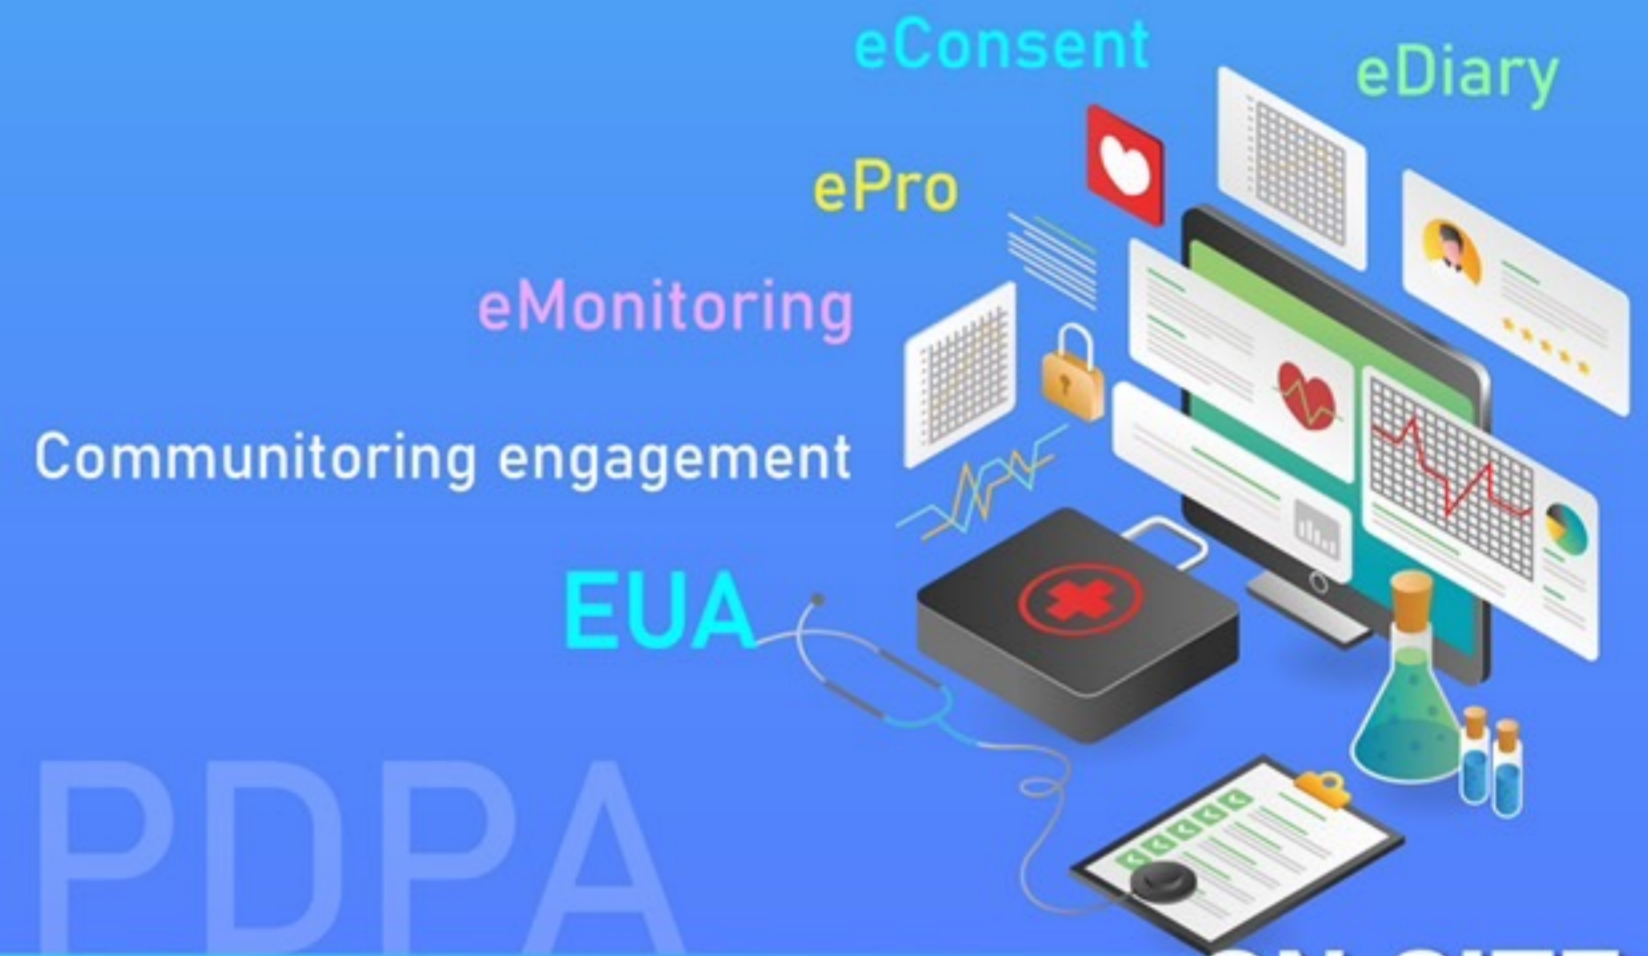 eConsent
eDiary
ePro
eMonitoring
Communitoring engagement
EUA
PDPA